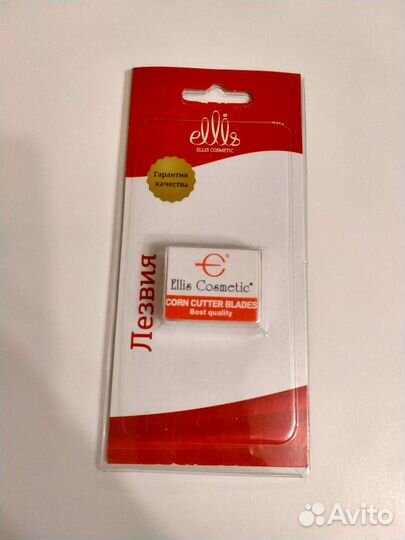 ellis
ELLIS COSMETIC
Гарантия
качества
Лезвия
Ellis Cosmetic®
CORN CUTTER BLADES
Best quality
Avito